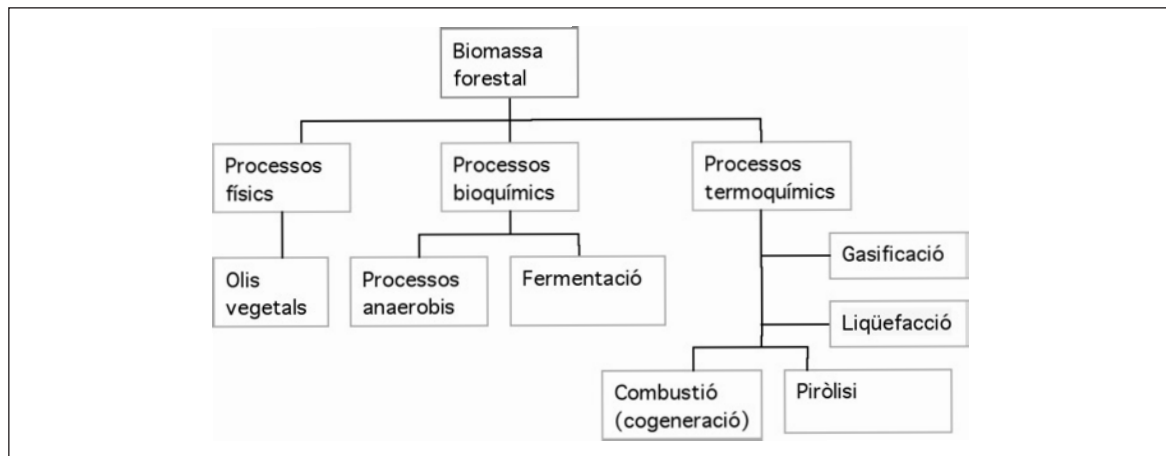 Biomassa
forestal
Processos
físics
Processos
bioquímics
Processos
termoquímics
Olis
vegetals
Processos
anaerobis
Fermentació
Gasificació
Liqüefacció
Combustió
(cogeneració)
Piròlisi